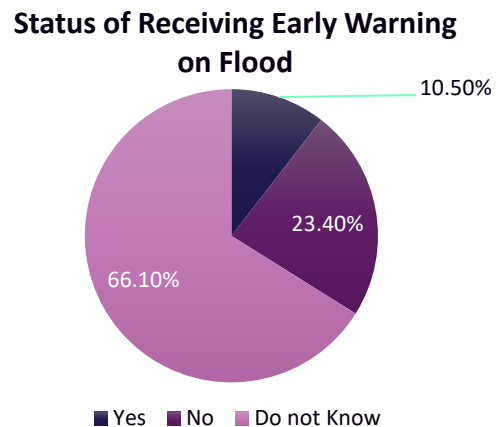 Status of Receiving Early Warning
on Flood
10.50%
23.40%
66.10%
Yes No Do not Know